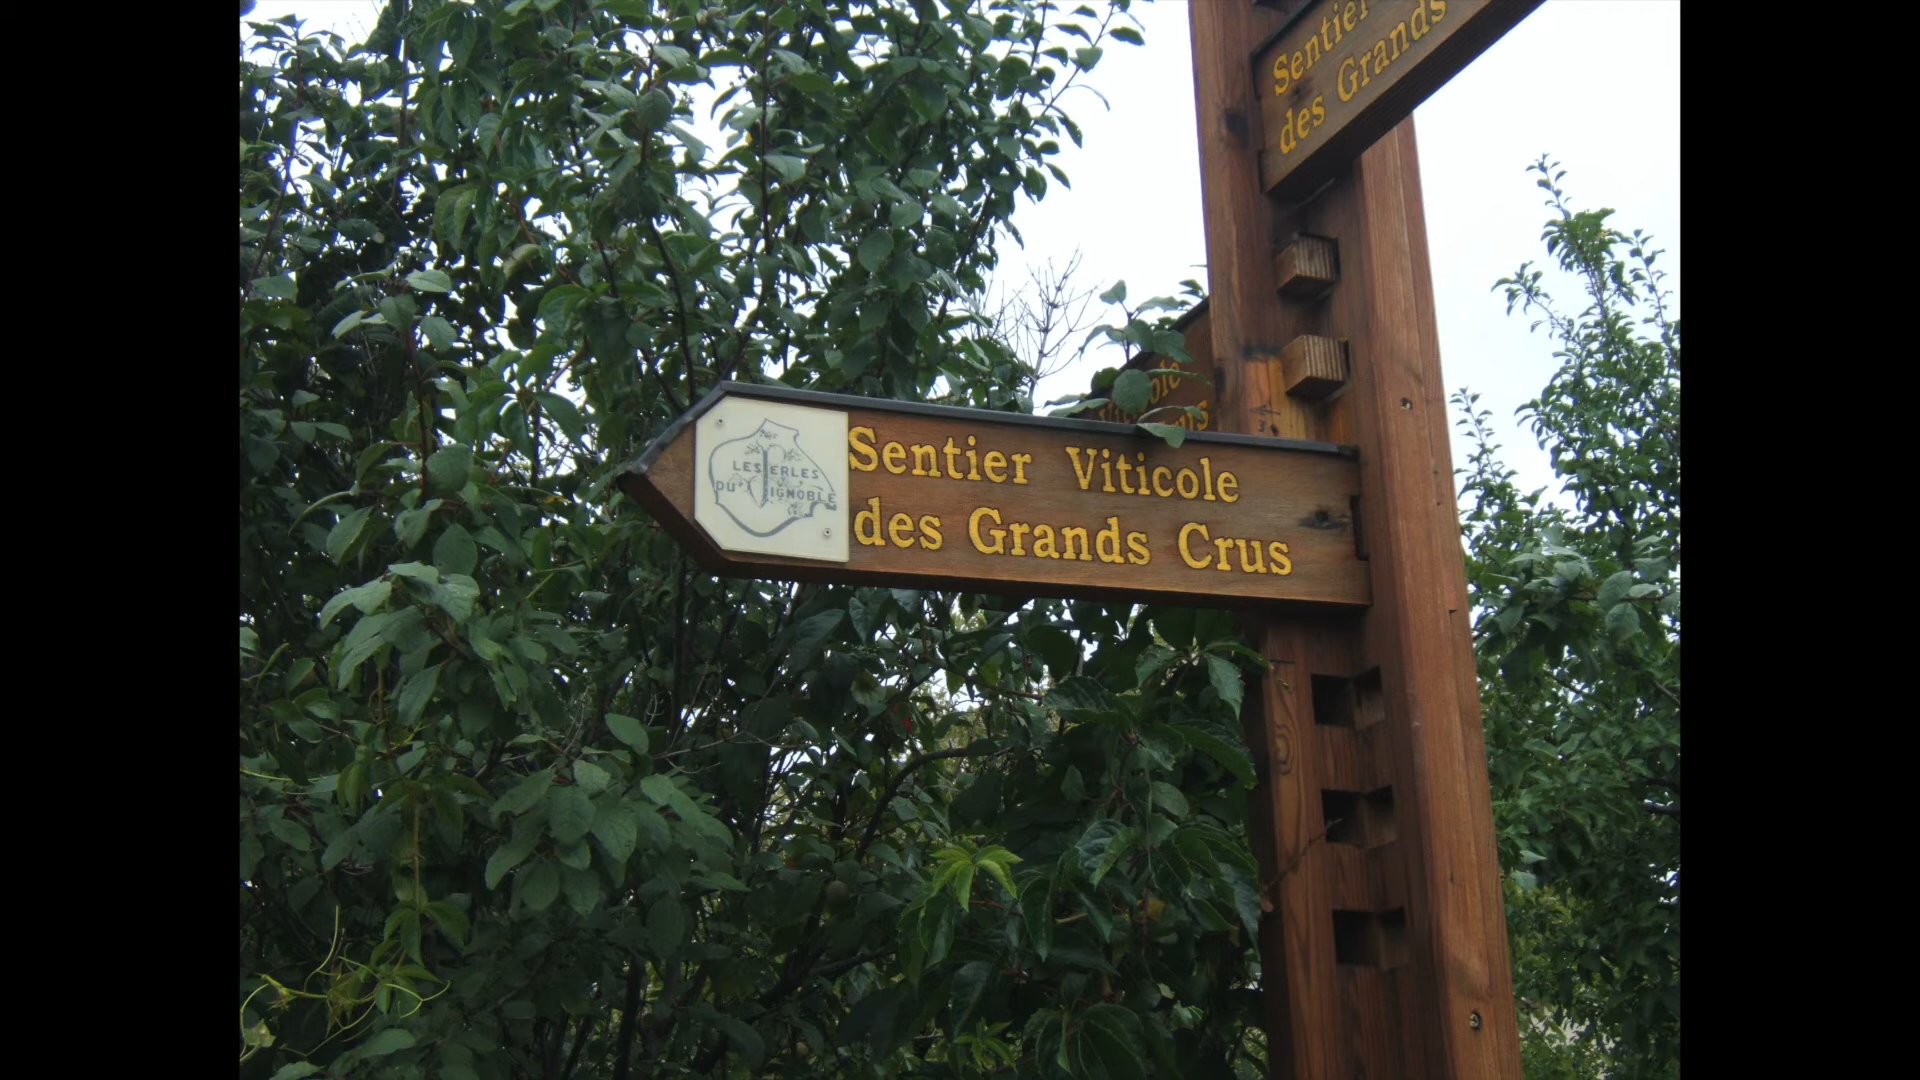 Sentier
des Grands
LES PERLES
DU VIGNOBLE
Sentier Viticole
des Grands Crus